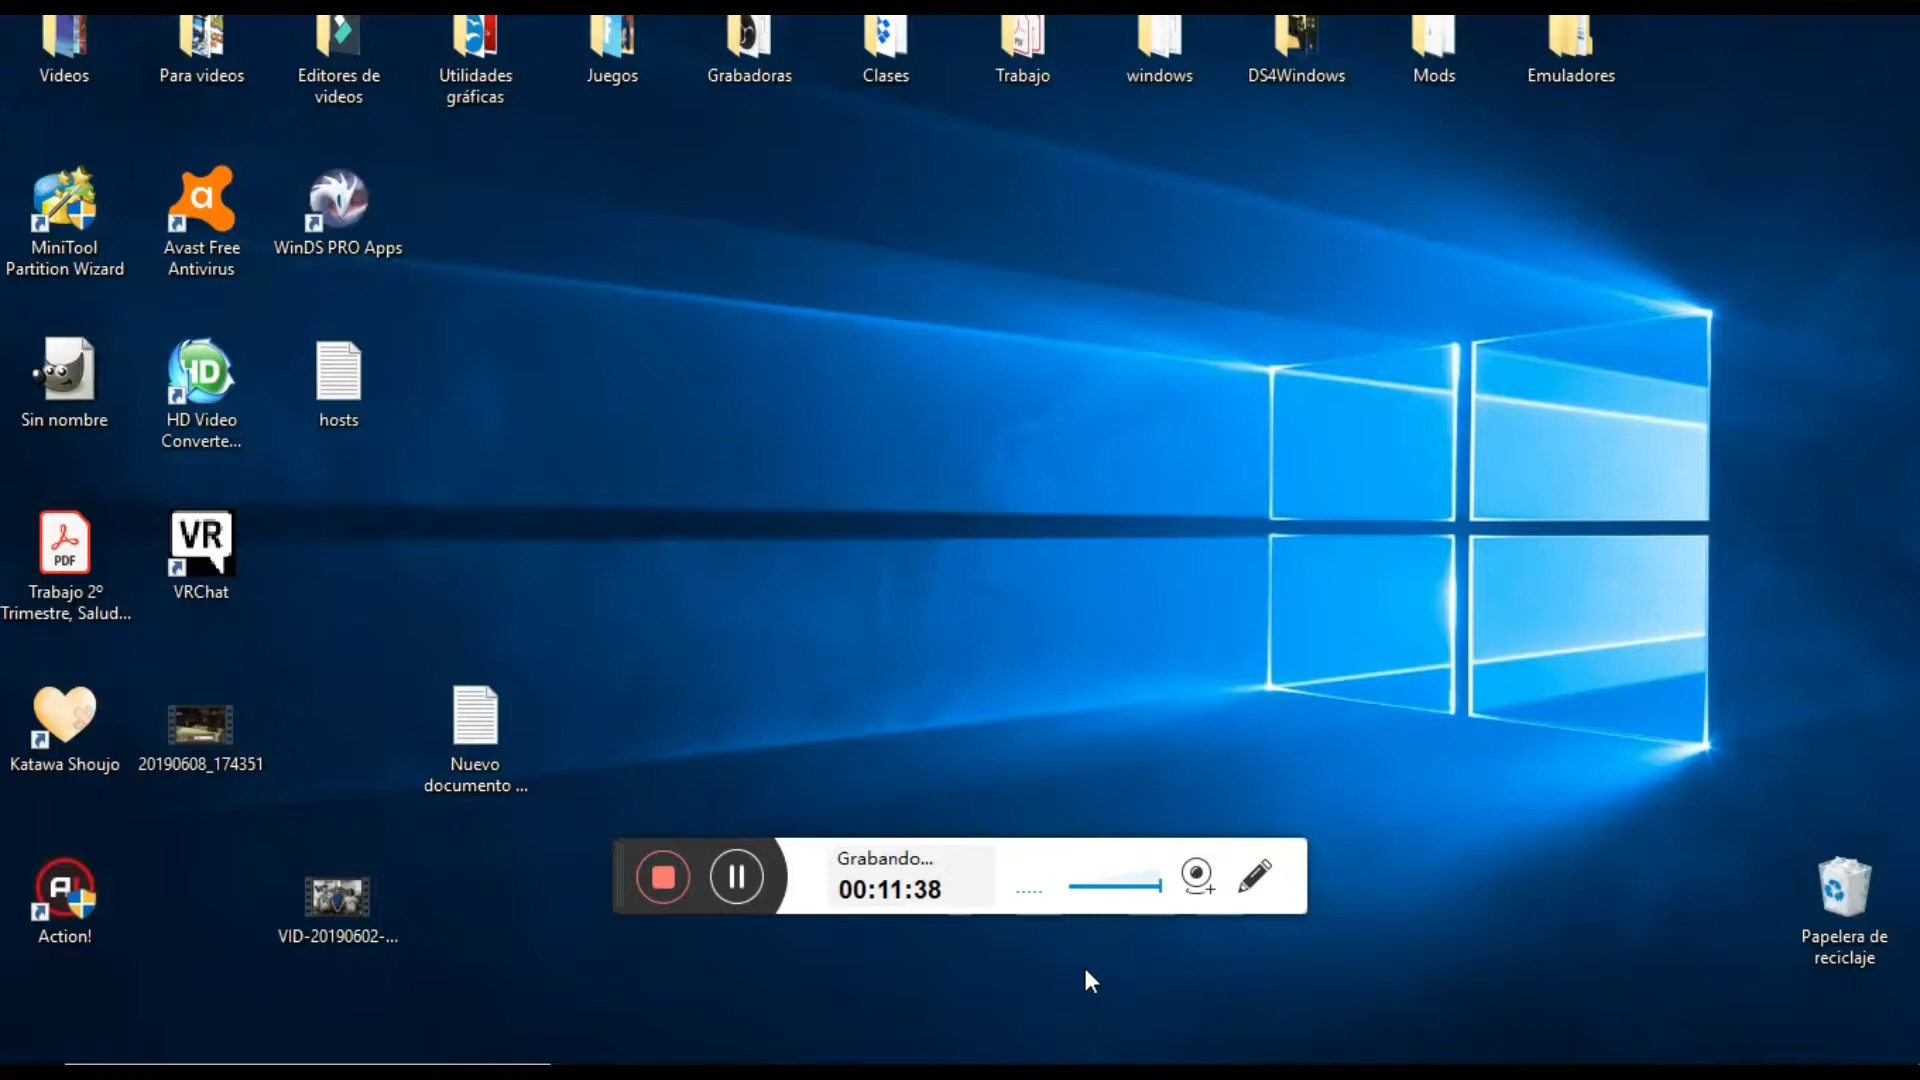 Videos
Para videos
Editores de
videos
Utilidades
gráficas
Juegos
Grabadoras
Clases
Trabajo
windows
DS4Windows
Mods
Emuladores
MiniTool
Partition Wizard
Avast Free
Antivirus
WinDS PRO Apps
Sin nombre
HD
HD Video
Converte...
hosts
PDF
Trabajo 2º
Trimestre, Salud...
VR
VRChat
Katawa Shoujo
20190608_174351
Nuevo
documento ...
Action!
VID-20190602-...
Grabando...
00:11:38
Papelera de
reciclaje